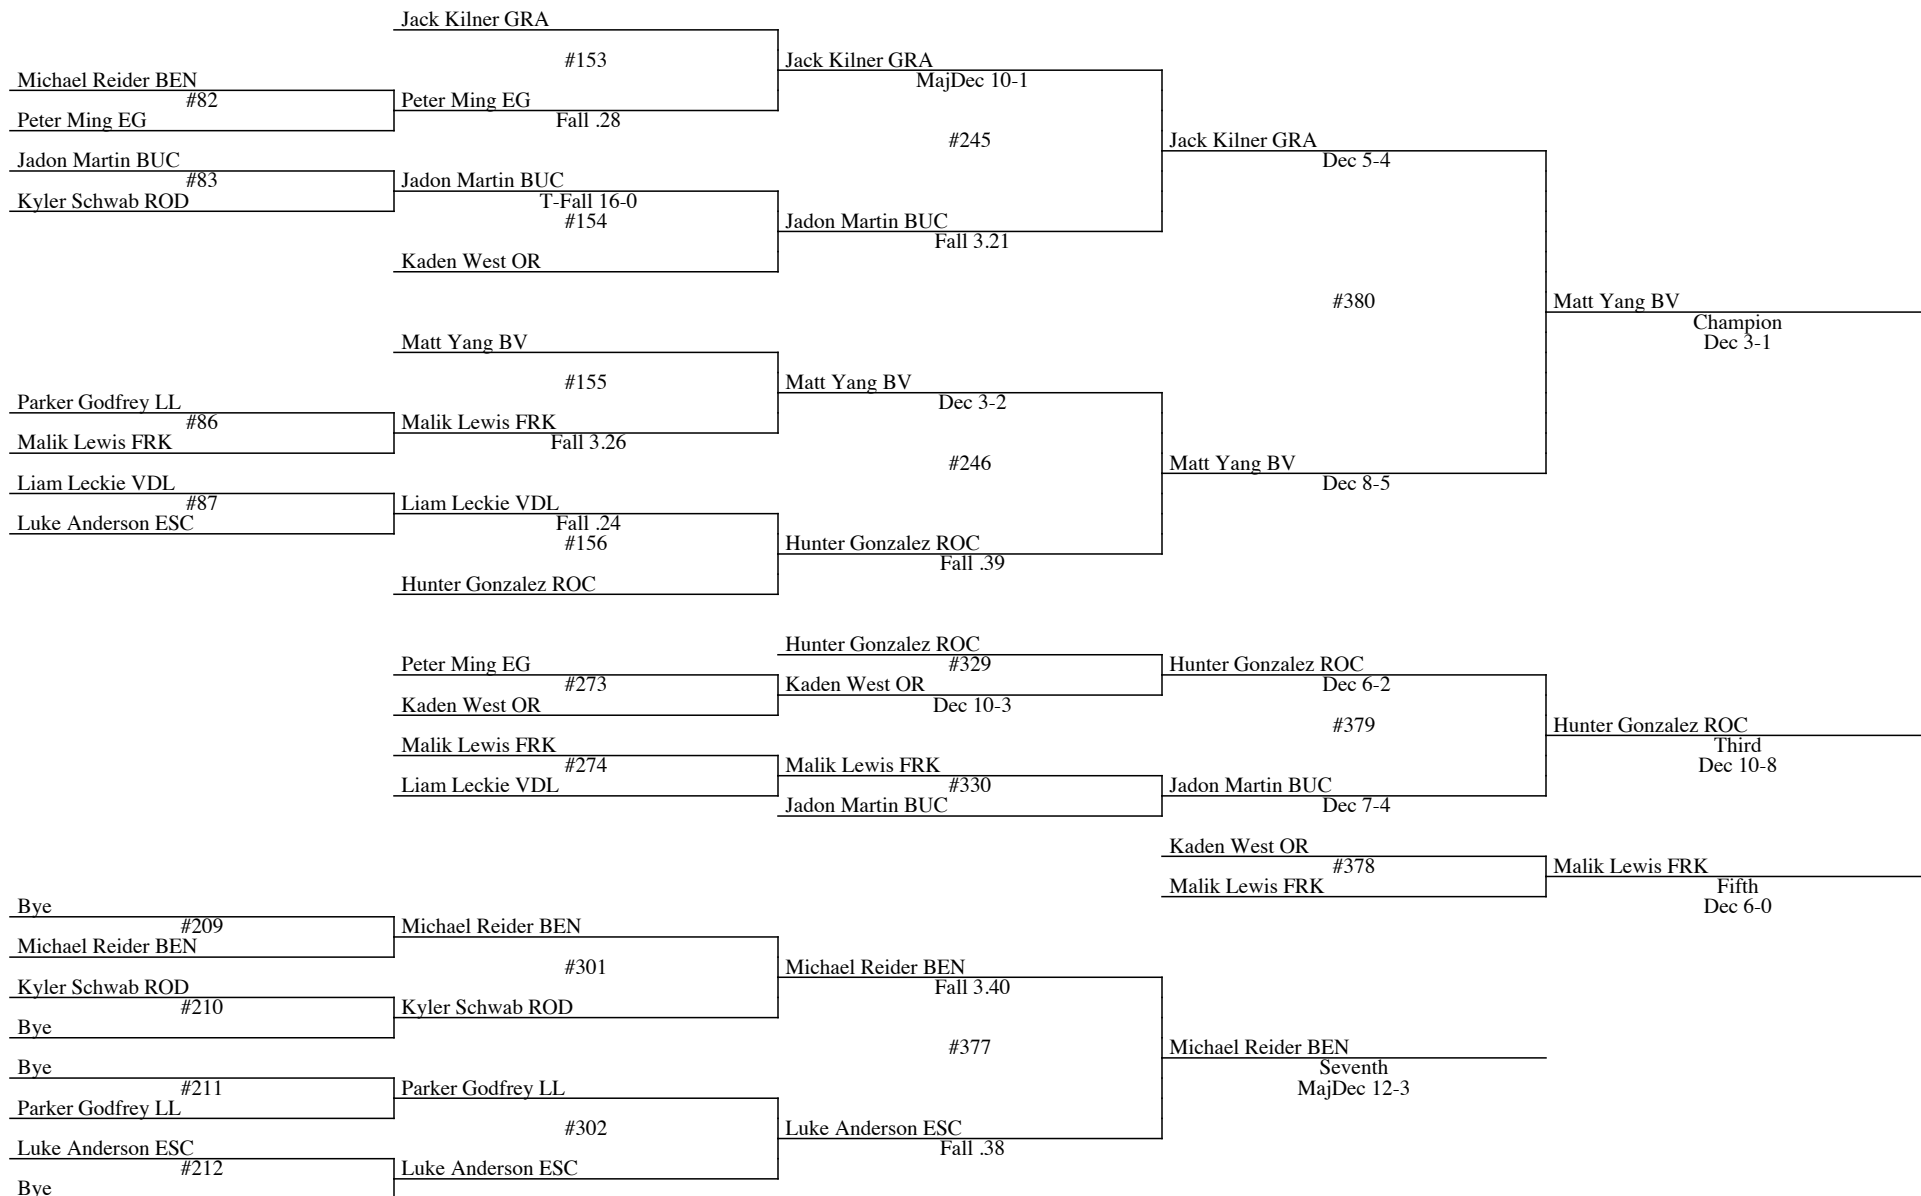 Jack Kilner GRA
#153
Jack Kilner GRA
Michael Reider BEN
MajDec 10-1
#82
Peter Ming EG
Peter Ming EG
Fall .28
#245
Jack Kilner GRA
Jadon Martin BUC
Dec 5-4
#83
Jadon Martin BUC
Kyler Schwab ROD
T-Fall 16-0
#154
Jadon Martin BUC
Fall 3.21
Kaden West OR
#380
Matt Yang BV
Champion
Dec 3-1
Matt Yang BV
#155
Matt Yang BV
Parker Godfrey LL
Dec 3-2
#86
Malik Lewis FRK
Malik Lewis FRK
Fall 3.26
#246
Matt Yang BV
Liam Leckie VDL
Dec 8-5
#87
Liam Leckie VDL
Luke Anderson ESC
Fall .24
#156
Hunter Gonzalez ROC
Fall .39
Hunter Gonzalez ROC
Hunter Gonzalez ROC
Peter Ming EG
#329
Hunter Gonzalez ROC
#273
Kaden West OR
Dec 6-2
Kaden West OR
Dec 10-3
#379
Hunter Gonzalez ROC
Malik Lewis FRK
Third
#274
Malik Lewis FRK
Dec 10-8
Liam Leckie VDL
#330
Jadon Martin BUC
Jadon Martin BUC
Dec 7-4
Kaden West OR
#378
Malik Lewis FRK
Malik Lewis FRK
Fifth
Dec 6-0
Bye
#209
Michael Reider BEN
Michael Reider BEN
#301
Michael Reider BEN
Kyler Schwab ROD
Fall 3.40
#210
Kyler Schwab ROD
Bye
#377
Michael Reider BEN
Bye
Seventh
#211
Parker Godfrey LL
MajDec 12-3
Parker Godfrey LL
#302
Luke Anderson ESC
Luke Anderson ESC
Fall .38
#212
Luke Anderson ESC
Bye